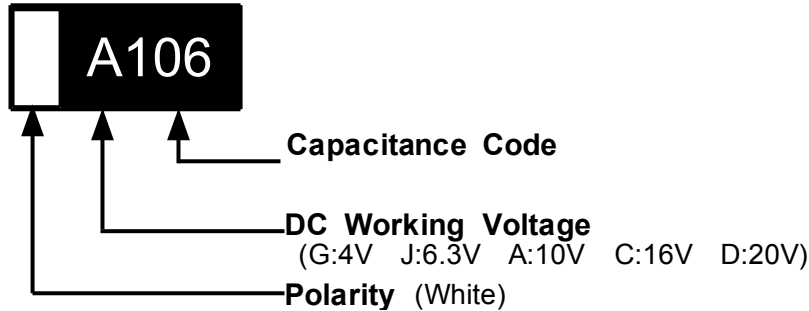 A106
Capacitance Code
DC Working Voltage
(G:4V J:6.3V A:10V C:16V D:20V)
Polarity (White)